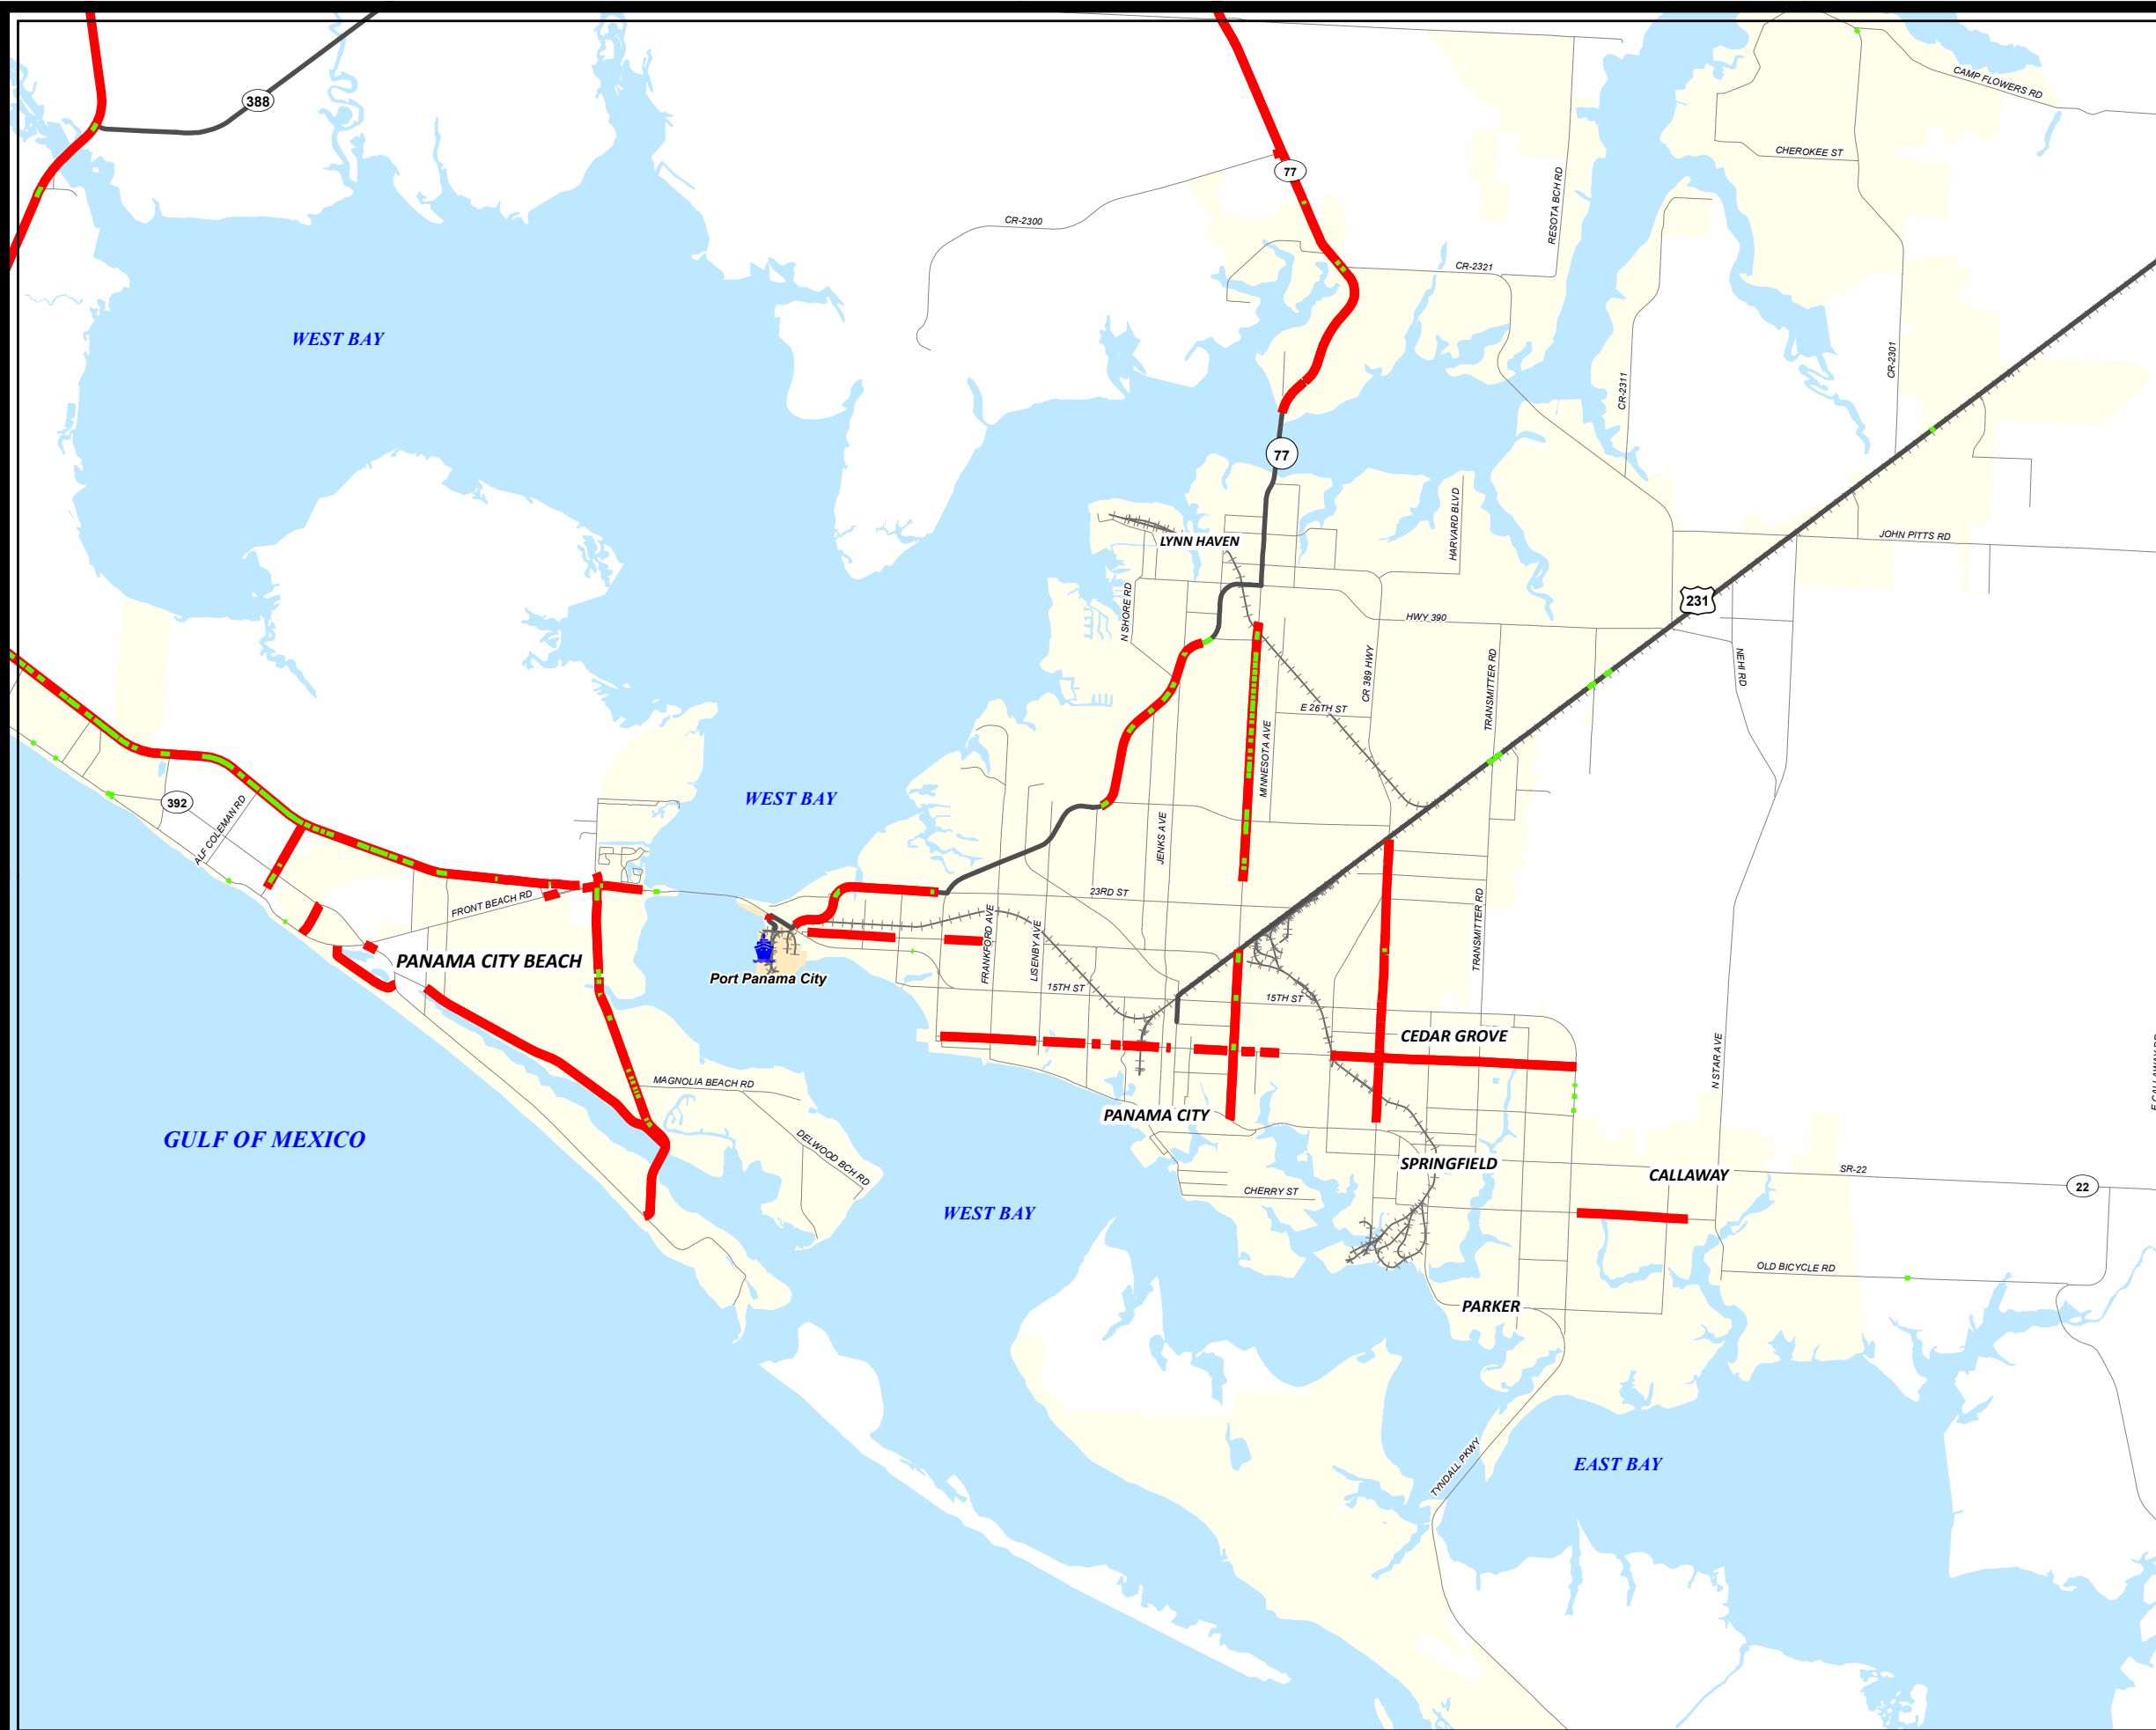 CAMP FLOWERS RD
388
CHEROKEE ST
77
RESOTA BCH RD
CR-2300
CR-2321
WEST BAY
CR-2301
CR-2311
77
HARVARD BLVD
LYNN HAVEN
JOHN PITTS RD
231
N SHORE RD
HWY 390
CR 389 HWY
TRANSMITTER RD
NEHI RD
E 26TH ST
MINNESOTA AVE
WEST BAY
392
ALF COLEMAN RD
JENKS AVE
23RD ST
FRONT BEACH RD
FRANKFORD AVE
LISENBY AVE
TRANSMITTER RD
PANAMA CITY BEACH
Port Panama City
15TH ST
15TH ST
CEDAR GROVE
N STAR AVE
MAGNOLIA BEACH RD
PANAMA CITY
GULF OF MEXICO
DELWOOD BCH RD
SPRINGFIELD
CALLAWAY
SR-22
22
CHERRY ST
WEST BAY
OLD BICYCLE RD
PARKER
TYNDALL PKWY
EAST BAY